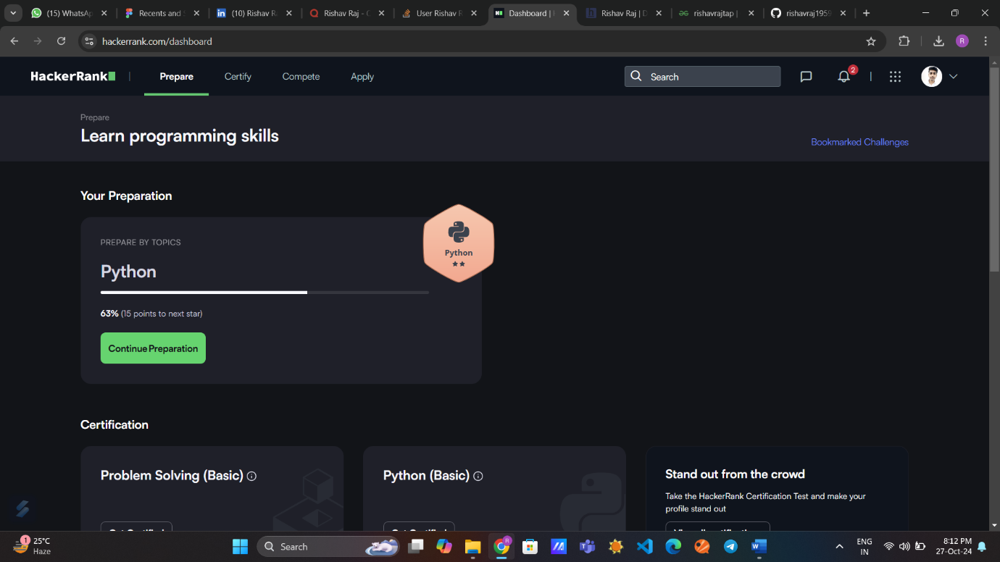 (15) WhatsAp
Recents and S
(10) Rishav Ra
Rishav Raj - Q
User Rishav R
Dashboard | H
Rishav Raj | D
rishavrajtap |
rishavraj1959
hackerrank.com/dashboard
R
HackerRank
Prepare
Certify
Compete
Apply
Search
2
Prepare
Learn programming skills
Bookmarked Challenges
Your Preparation
PREPARE BY TOPICS
Python
Python
63% (15 points to next star)
Continue Preparation
Certification
Problem Solving (Basic)
Python (Basic)
Stand out from the crowd
Take the HackerRank Certification Test and make your
profile stand out
1
25°C
Haze
Search
ENG
IN
8:12 PM
27-Oct-24